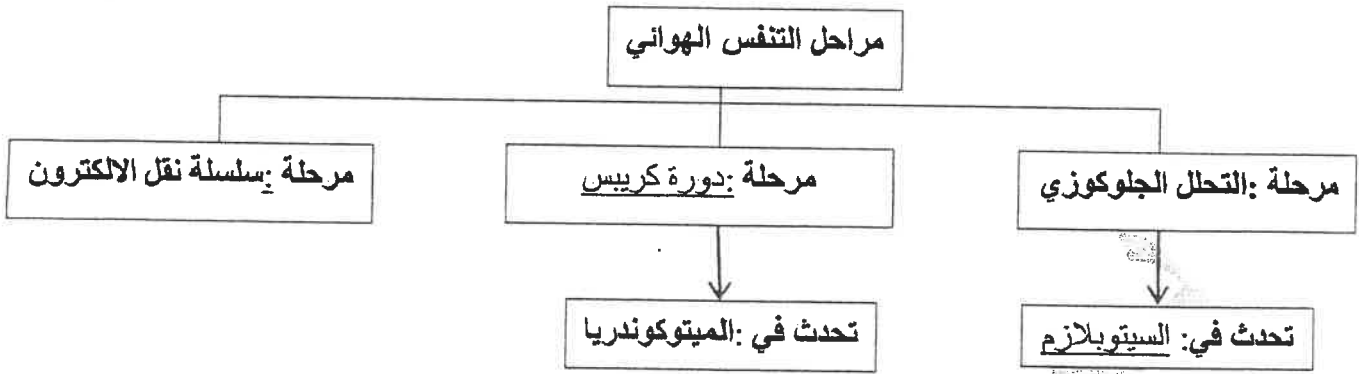 مراحل التنفس الهوائي
مرحلة :التحلل الجلوكوزي
مرحلة :دورة كريبس
مرحلة :سلسلة نقل الالكترون
تحدث في: السيتوبلازم
تحدث في :الميتوكوندريا